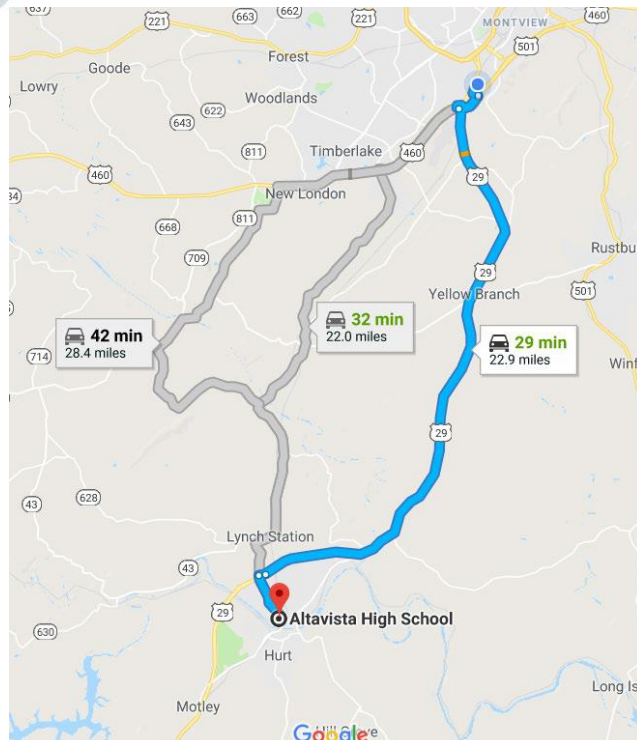 637
663
662
221
221
MONTVIEW
460
501
Forest
Goode
Lowry
Woodlands
622
643
Timberlake
811
460
460
New London
29
811
668
709
Rustbu
29
501
Yellow Branch
42 min
28.4 miles
32 min
22.0 miles
29 min
22.9 miles
714
Winf
29
43
628
Lynch Station
43
29
Altavista High School
630
Hurt
Motley
Long Is
Google